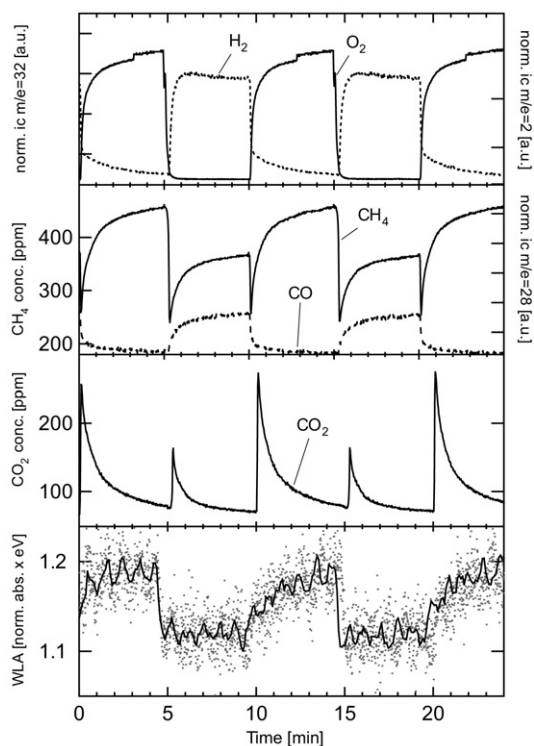 H2
O2
norm. ic m/e=32 [a.u.]
norm. ic m/e=2 [a.u.]
CH4
CO
400
300
200
CH4 conc. [ppm]
norm. ic m/e=28 [a.u.]
CO2
200
100
CO2 conc. [ppm]
1.2
1.1
WLA [norm. abs. x eV]
0 5 10 15 20
Time [min]